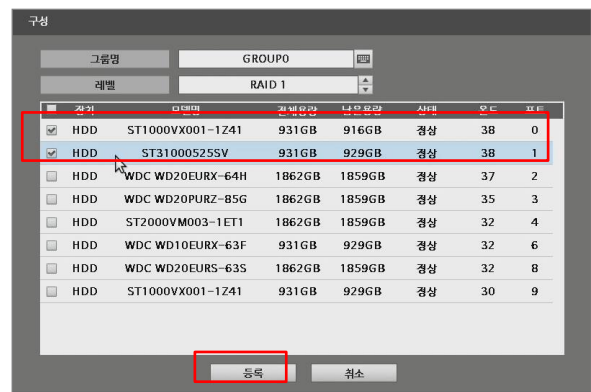 구성
그룹명 GROUP0
레벨 RAID 1
장치 모델명 전체용량 남은용량 상태 온도 포트
HDD ST1000VX001-1Z41 931GB 916GB 정상 38 0
HDD ST31000525SV 931GB 929GB 정상 38 1
HDD WDC WD20EURX-64H 1862GB 1859GB 정상 37 2
HDD WDC WD20PURZ-85G 1862GB 1859GB 정상 35 3
HDD ST2000VM003-1ET1 1862GB 1859GB 정상 32 4
HDD WDC WD10EURX-63F 931GB 929GB 정상 32 6
HDD WDC WD20EURS-63S 1862GB 1859GB 정상 32 8
HDD ST1000VX001-1Z41 931GB 929GB 정상 30 9
등록 취소